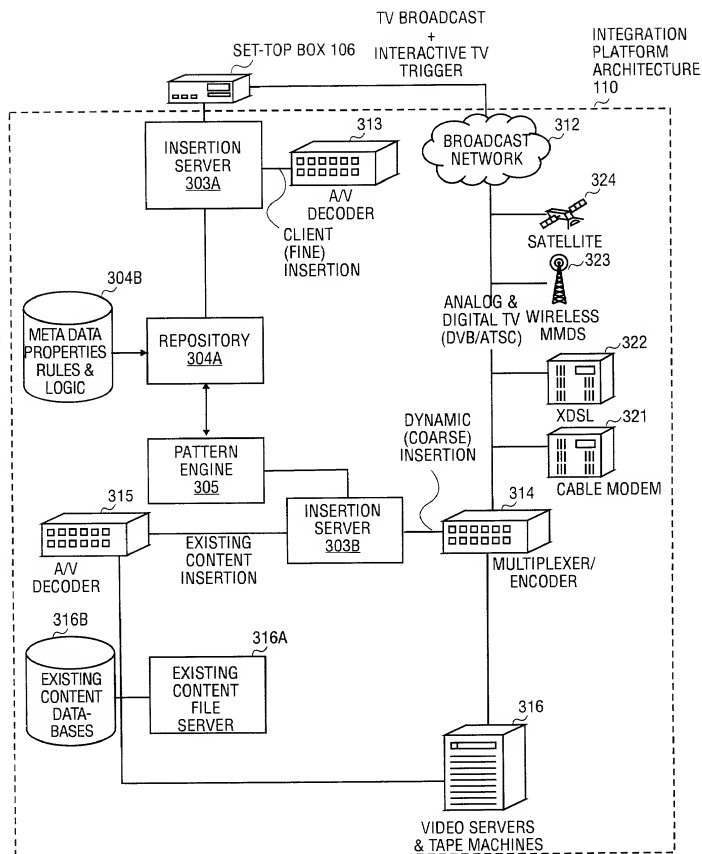 TV BROADCAST
+
INTERACTIVE TV
TRIGGER
INTEGRATION
PLATFORM
ARCHITECTURE
110
SET-TOP BOX 106
313
312
INSERTION
SERVER
303A
BROADCAST
NETWORK
324
A/V
DECODER
CLIENT
(FINE)
INSERTION
SATELLITE
323
304B
ANALOG &
DIGITAL TV
(DVB/ATSC)
WIRELESS
MMDS
META DATA
PROPERTIES
RULES &
LOGIC
REPOSITORY
304A
322
XDSL
321
DYNAMIC
(COARSE)
INSERTION
PATTERN
ENGINE
305
CABLE MODEM
315
314
INSERTION
SERVER
303B
A/V
DECODER
EXISTING
CONTENT
INSERTION
MULTIPLEXER/
ENCODER
316B
316A
EXISTING
CONTENT
DATA-
BASES
EXISTING
CONTENT
FILE
SERVER
316
VIDEO SERVERS
& TAPE MACHINES